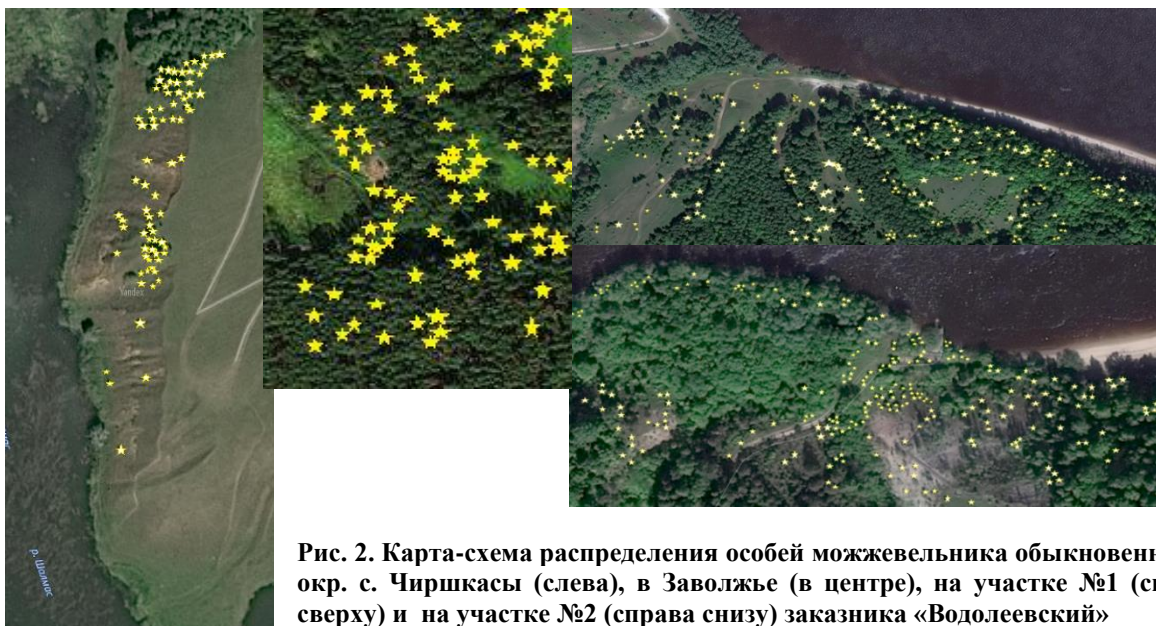 Yandex
р. Шолмас
Рис. 2. Карта-схема распределения особей можжевельника обыкновенн
окр. с. Чиршкасы (слева), в Заволжье (в центре), на участке №1 (сп
сверху) и на участке №2 (справа снизу) заказника «Водолеевский»